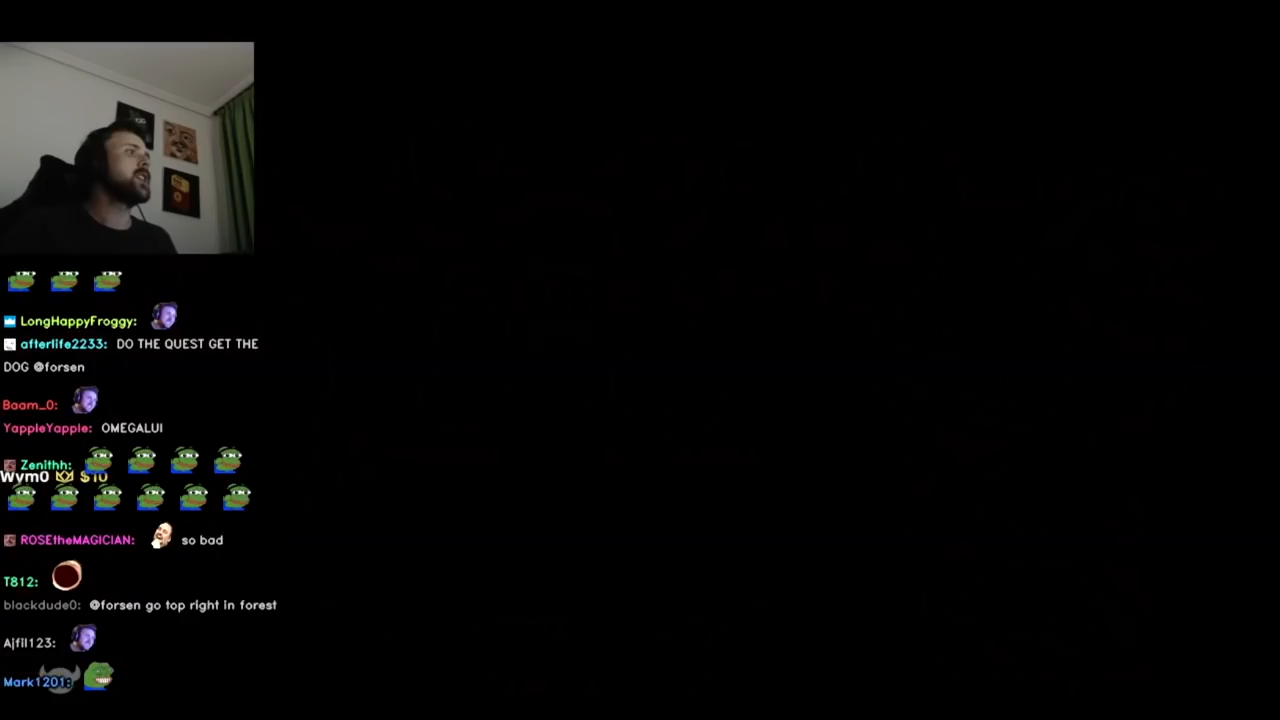 LongHappyFroggy:
afterlife2233: DO THE QUEST GET THE
DOG @forsen
Baam_0:
YappleYapple: OMEGALUl
Zenithh:
Wym0 $10
ROSEtheMAGICIAN: so bad
T812:
blackdude0: @forsen go top right in forest
Ajfil123:
Mark1201: